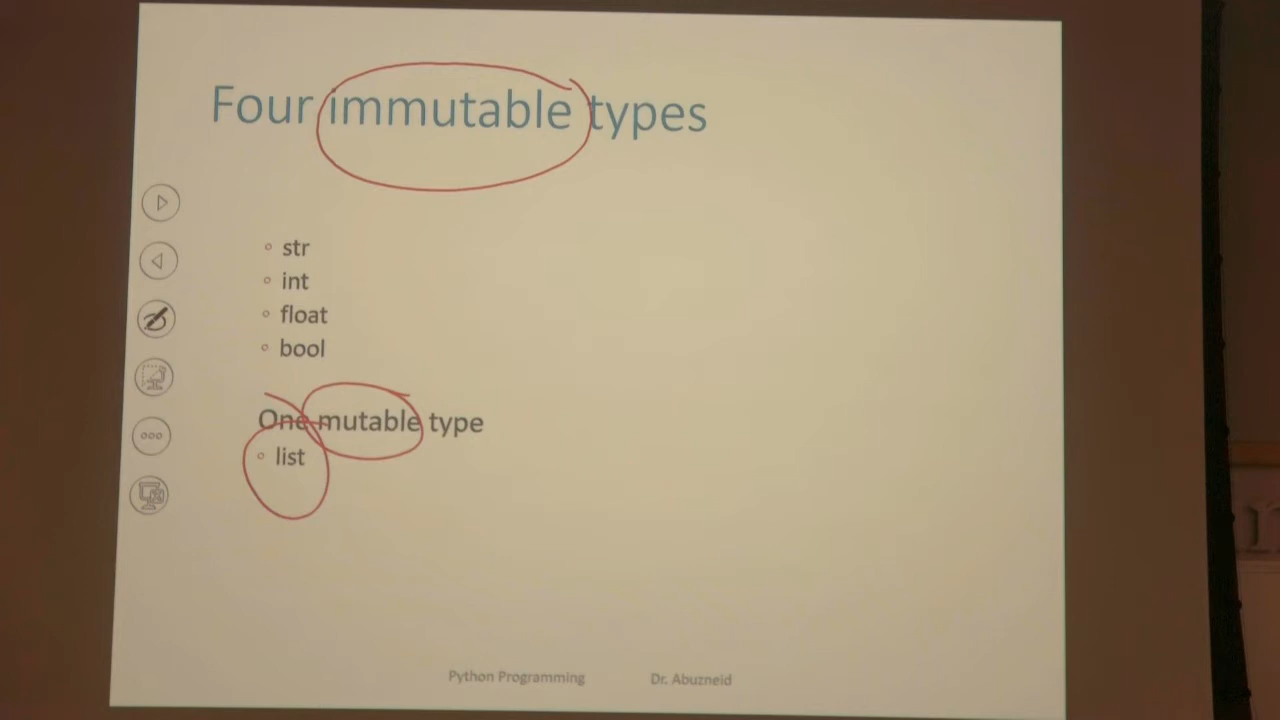 Four immutable types
str
int
float
bool
One mutable type
list
Python Programming Dr. Abuzneid